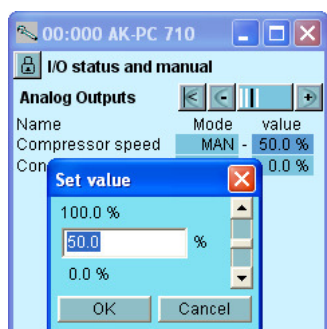 00:000 AK-PC 710
I/O status and manual
Analog Outputs
Name Mode value
Compressor speed MAN - 50.0 %
Con 0.0 %
Set value
100.0 %
50.0 %
0.0 %
OK Cancel